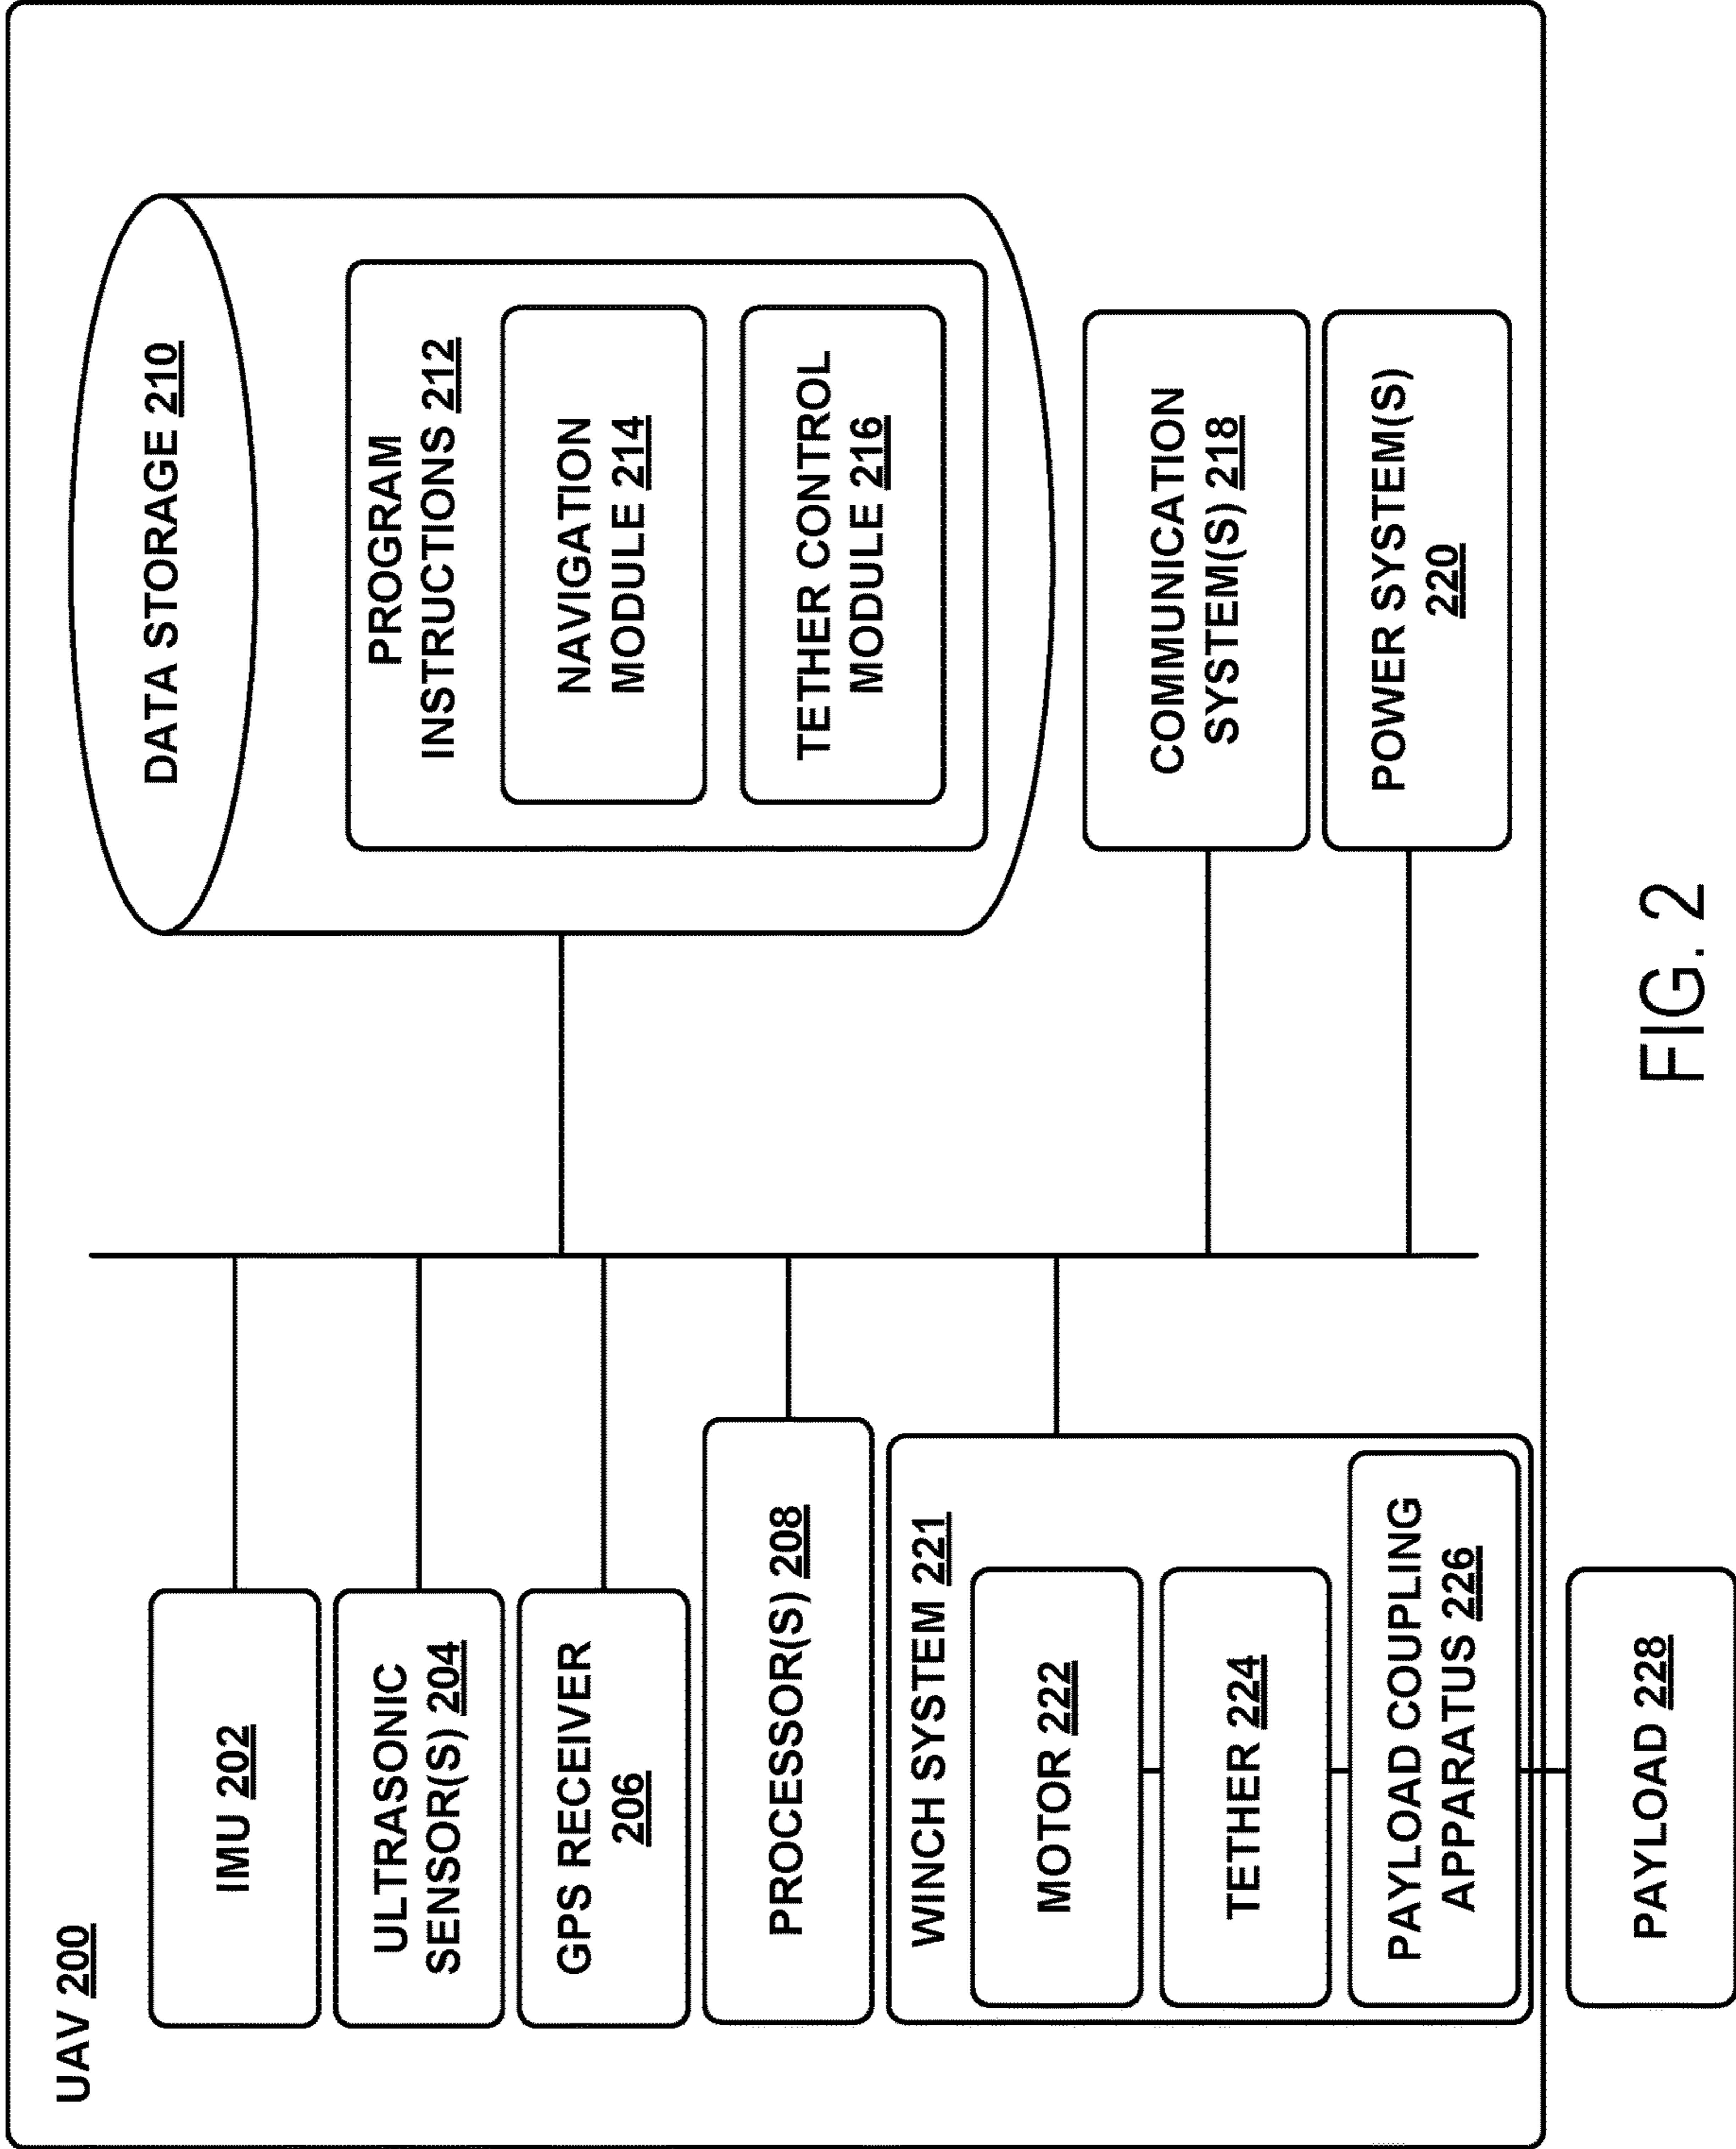 UAV 200
IMU 202
ULTRASONIC
SENSOR(S) 204
GPS RECEIVER
206
PROCESSOR(S) 208
WINCH SYSTEM 221
MOTOR 222
TETHER 224
PAYLOAD COUPLING
APPARATUS 226
PAYLOAD 228
DATA STORAGE 210
PROGRAM
INSTRUCTIONS 212
NAVIGATION
MODULE 214
TETHER CONTROL
MODULE 216
COMMUNICATION
SYSTEM(S) 218
POWER SYSTEM(S)
220
FIG. 2